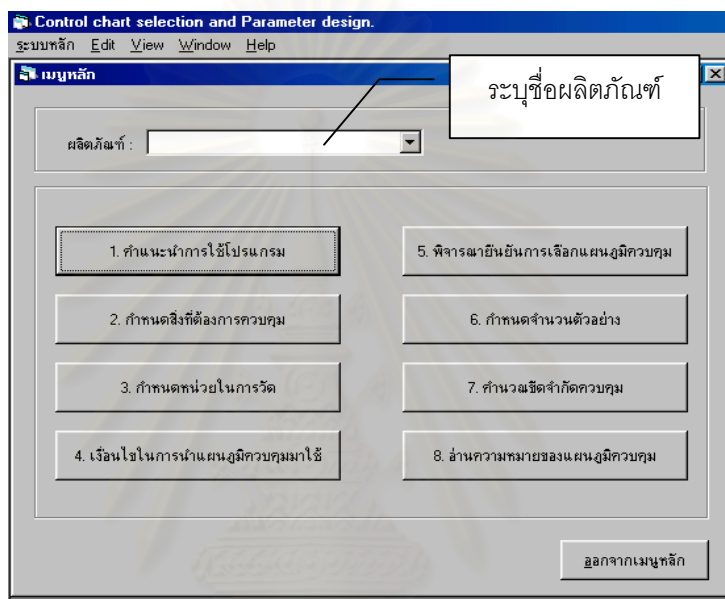 Control chart selection and Parameter design.
ระบบหลัก Edit View Window Help
เมนูหลัก
ระบุชื่อผลิตภัณฑ์
ผลิตภัณฑ์ :
1. คำแนะนำการใช้โปรแกรม
5. พิจารณายืนยันการเลือกแผนภูมิควบคุม
2. กำหนดสิ่งที่ต้องการควบคุม
6. กำหนดจำนวนตัวอย่าง
3. กำหนดหน่วยในการวัด
7. คำนวณขีดจำกัดควบคุม
4. เงื่อนไขในการนำแผนภูมิควบคุมมาใช้
8. อ่านความหมายของแผนภูมิควบคุม
ออกจากเมนูหลัก